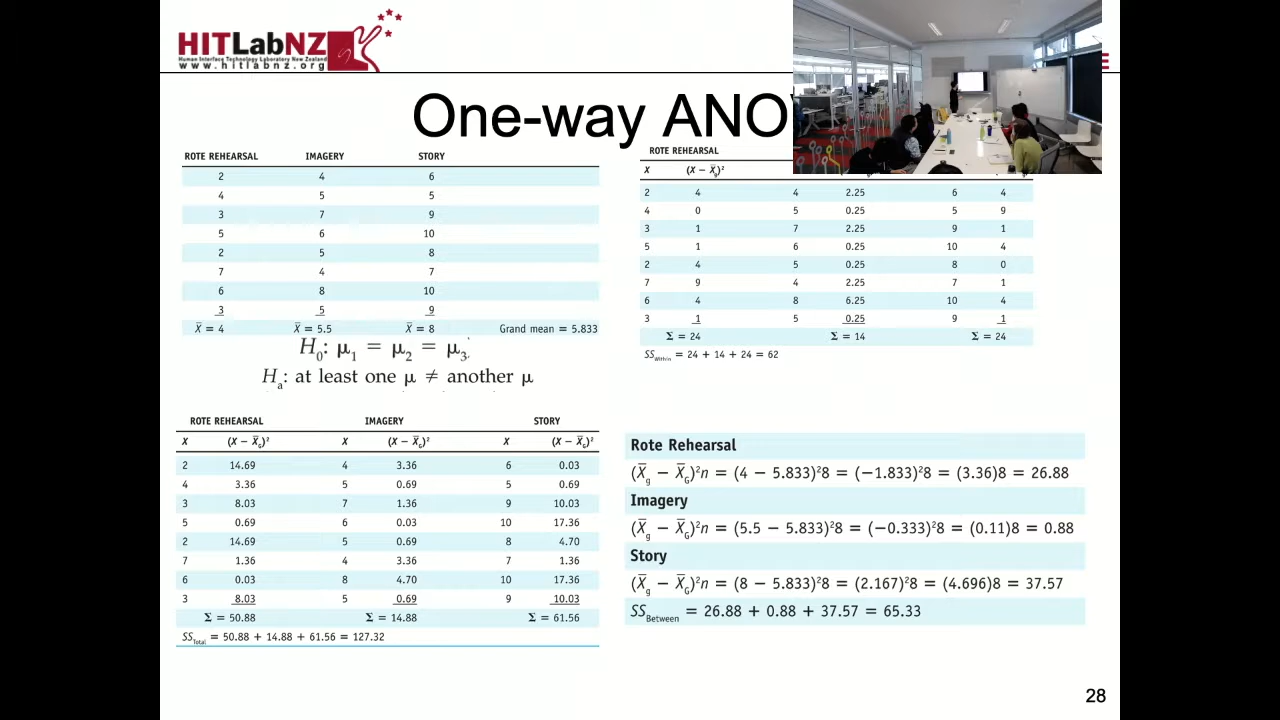 HITLabNZ
Human Interface Technology Laboratory New Zealand
www.hitlabnz.org
One-way ANO
ROTE REHEARSAL IMAGERY STORY
2 4 6
4 5 5
3 7 9
5 6 10
2 5 8
7 4 7
6 8 10
3 5 9
X̄ = 4 X̄ = 5.5 X̄ = 8 Grand mean = 5.833
H₀: μ₁ = μ₂ = μ₃
Hₐ: at least one μ ≠ another μ
ROTE REHEARSAL
X (X − X̄g)²
2 4 4 2.25 6 4
4 0 5 0.25 5 9
3 1 7 2.25 9 1
5 1 6 0.25 10 4
2 4 5 0.25 8 0
7 9 4 2.25 7 1
6 4 8 6.25 10 4
3 1 5 0.25 9 1
Σ = 24 Σ = 14 Σ = 24
SSWithin = 24 + 14 + 24 = 62
ROTE REHEARSAL IMAGERY STORY
X (X − X̄G)² X (X − X̄G)² X (X − X̄G)²
2 14.69 4 3.36 6 0.03
4 3.36 5 0.69 5 0.69
3 8.03 7 1.36 9 10.03
5 0.69 6 0.03 10 17.36
2 14.69 5 0.69 8 4.70
7 1.36 4 3.36 7 1.36
6 0.03 8 4.70 10 17.36
3 8.03 5 0.69 9 10.03
Σ = 50.88 Σ = 14.88 Σ = 61.56
SSTotal = 50.88 + 14.88 + 61.56 = 127.32
Rote Rehearsal
(X̄g − X̄G)²n = (4 − 5.833)²8 = (−1.833)²8 = (3.36)8 = 26.88
Imagery
(X̄g − X̄G)²n = (5.5 − 5.833)²8 = (−0.333)²8 = (0.11)8 = 0.88
Story
(X̄g − X̄G)²n = (8 − 5.833)²8 = (2.167)²8 = (4.696)8 = 37.57
SSBetween = 26.88 + 0.88 + 37.57 = 65.33
28